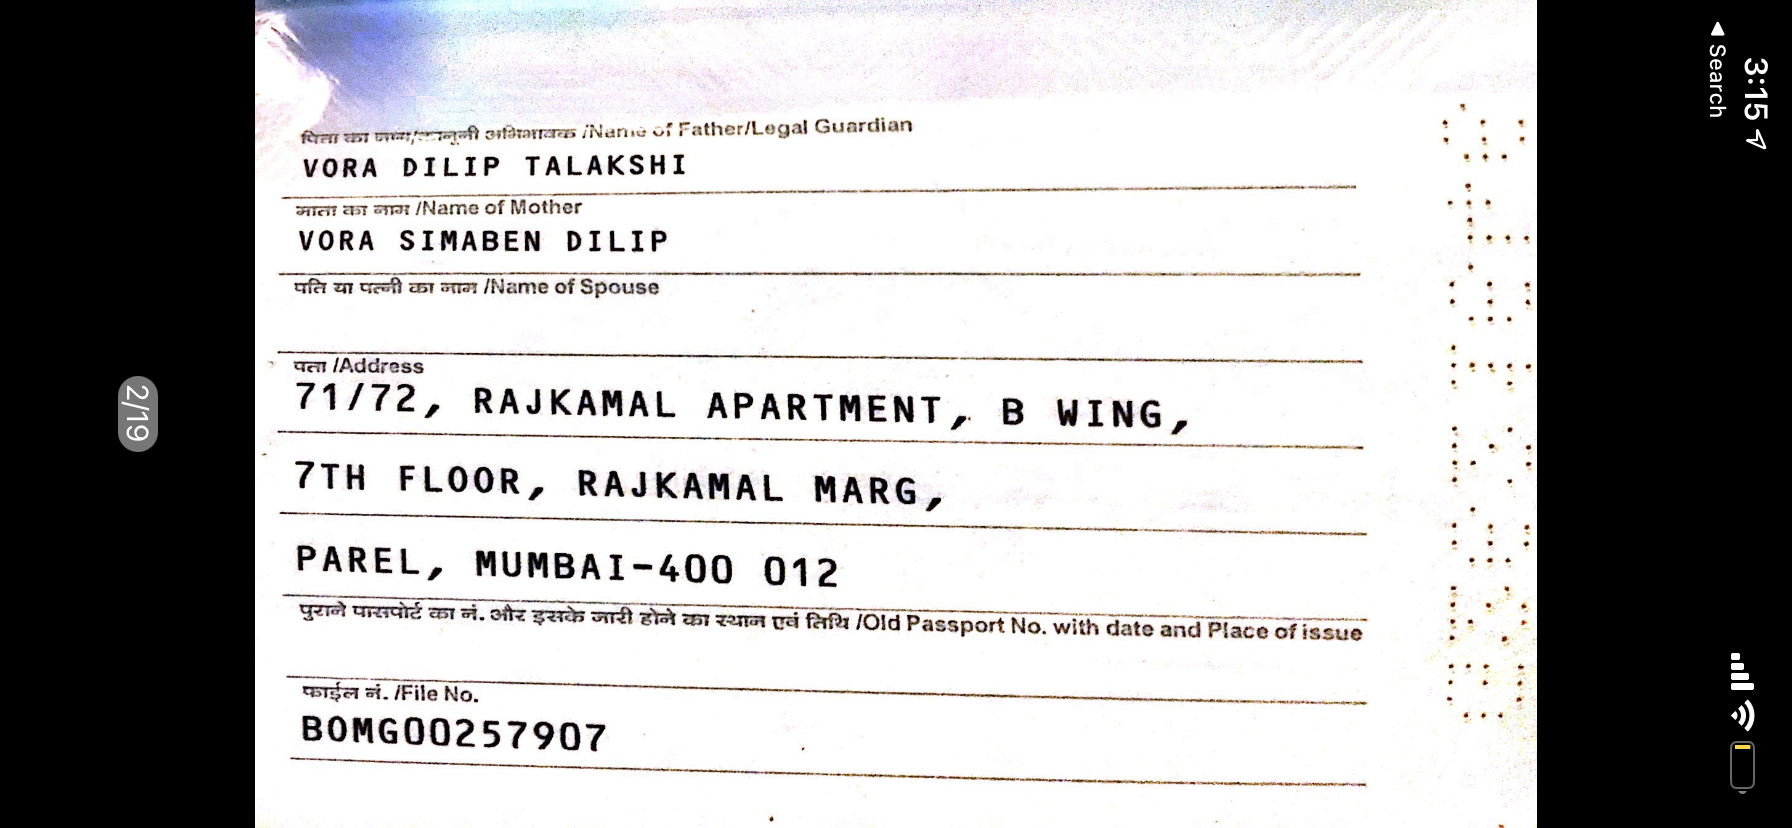 पिता का नाम/कानूनी अभिभावक /Name of Father/Legal Guardian
VORA DILIP TALAKSHI
माता का नाम /Name of Mother
VORA SIMABEN DILIP
पति या पत्नी का नाम /Name of Spouse
पता /Address
71/72, RAJKAMAL APARTMENT, B WING,
7TH FLOOR, RAJKAMAL MARG,
PAREL, MUMBAI-400 012
पुराने पासपोर्ट का नं. और इसके जारी होने का स्थान एवं तिथि /Old Passport No. with date and Place of issue
फाईल नं. /File No.
BOMG00257907
2/19
3:15
◀ Search